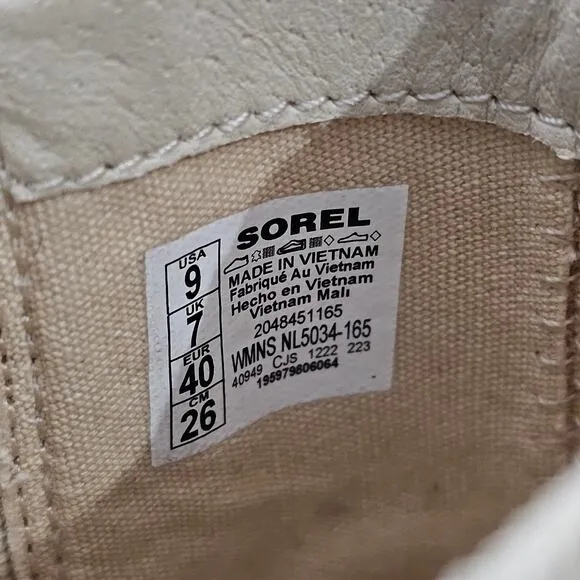 SOREL
USA
9
UK
7
EUR
40
CM
26
MADE IN VIETNAM
Fabriqué Au Vietnam
Hecho en Vietnam
Vietnam Malı
2048451165
WMNS NL5034-165
40949 CJS 1222 223
195979806064